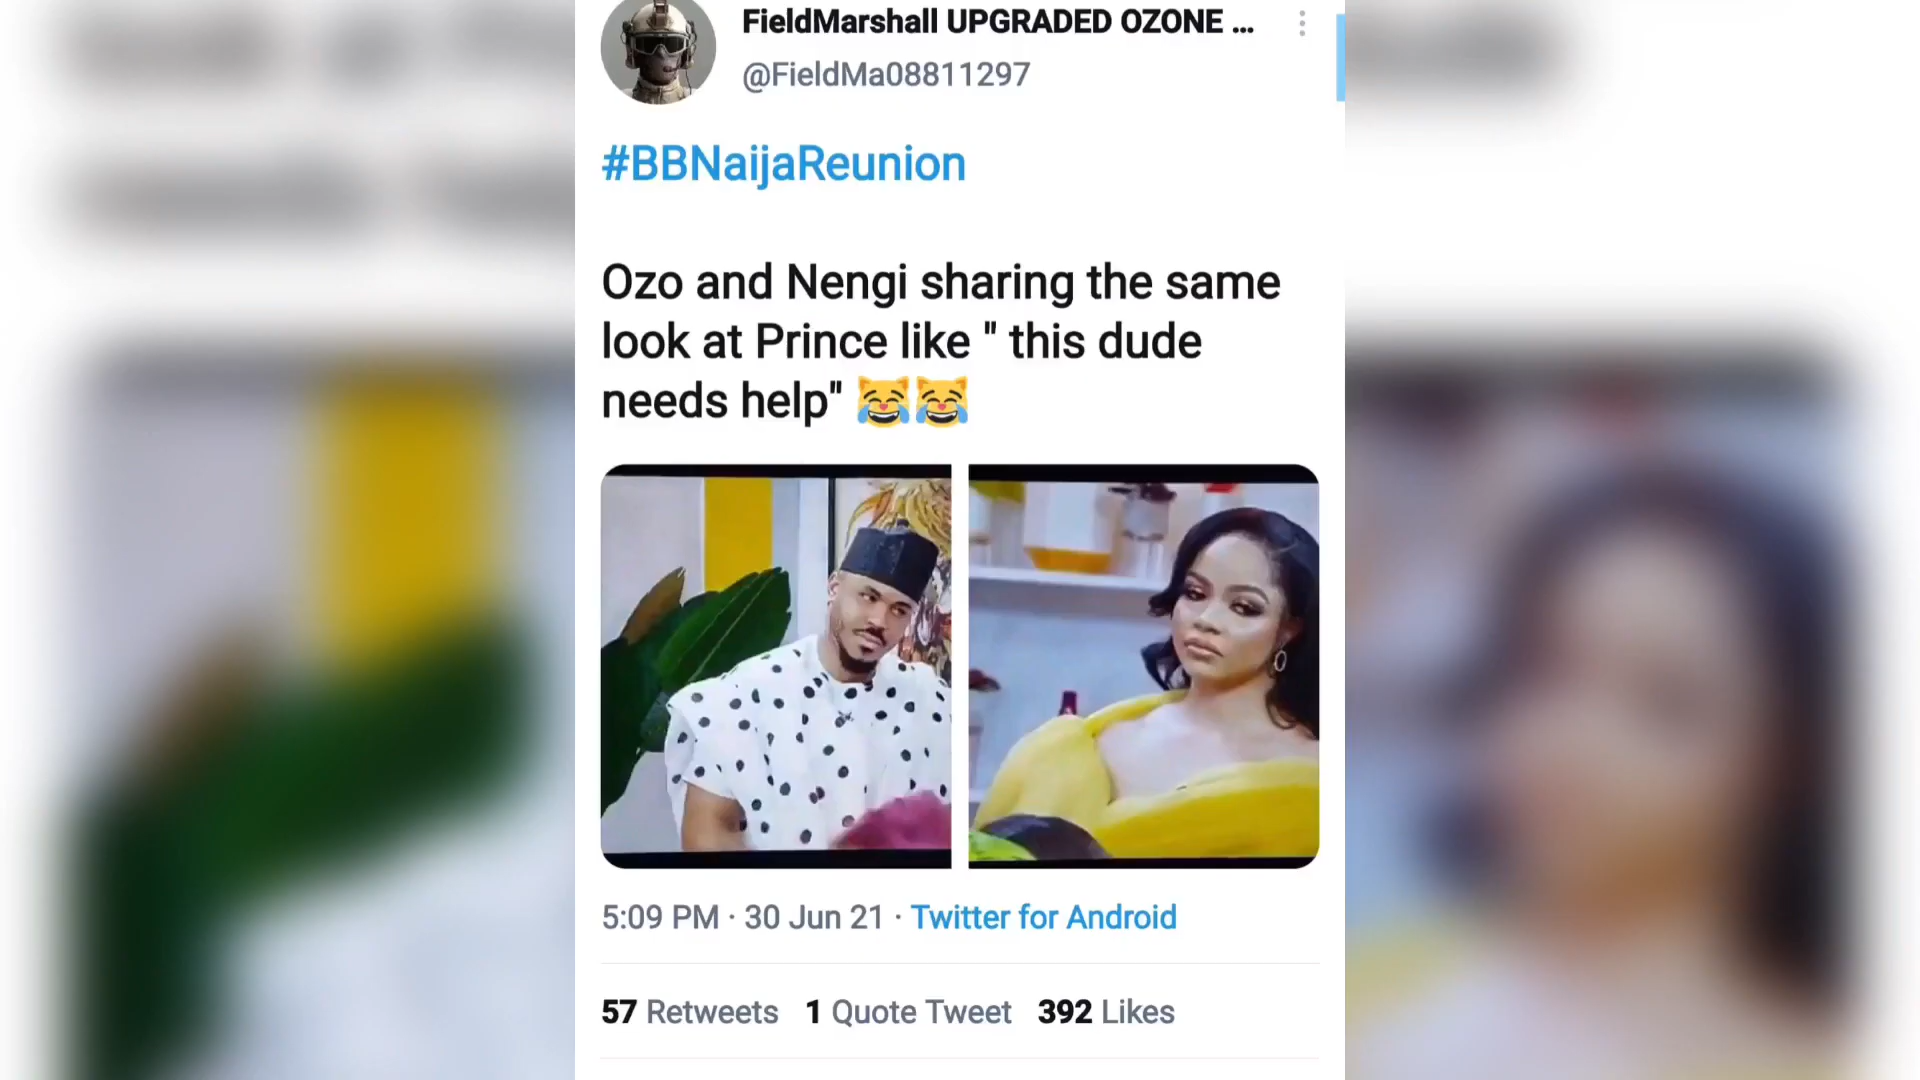 FieldMarshall UPGRADED OZONE ...
@FieldMa08811297
#BBNaijaReunion
Ozo and Nengi sharing the same
look at Prince like " this dude
needs help" 😹😹
5:09 PM · 30 Jun 21 · Twitter for Android
57 Retweets 1 Quote Tweet 392 Likes